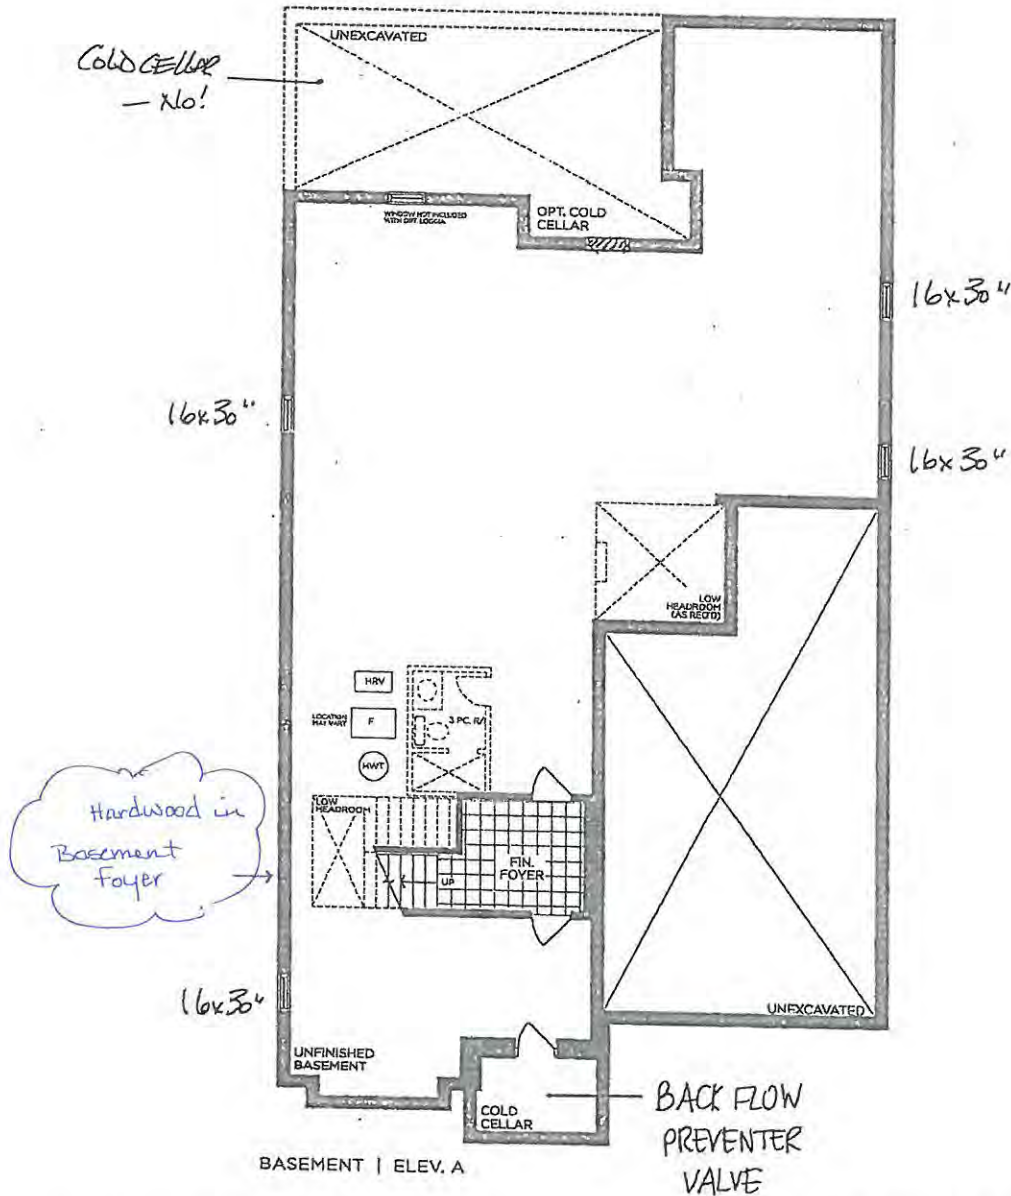 UNEXCAVATED
COLD CELLAR
— No!
WINDOW NOT INCLUDED
WITH OPT. LOGGIA
OPT. COLD
CELLAR
16x30"
16x30"
16x30"
LOW
HEADROOM
(AS REQ'D)
HRV
LOCATION
MAY VARY
F
3 PC. R/I
HWT
LOW
HEADROOM
Hardwood in
Basement
Foyer
FIN.
FOYER
UP
16x30"
UNEXCAVATED
UNFINISHED
BASEMENT
COLD
CELLAR
BACK FLOW
PREVENTER
VALVE
BASEMENT | ELEV. A